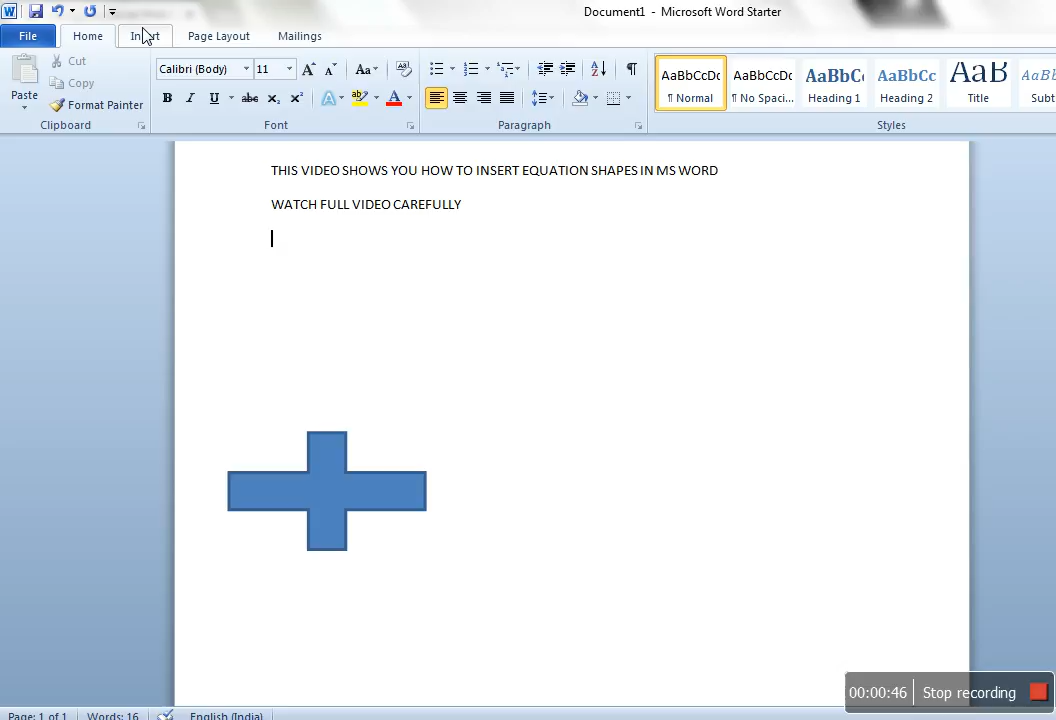 Document1 - Microsoft Word Starter
File Home Insert Page Layout Mailings
Paste
Cut
Copy
Format Painter
Calibri (Body) 11
AaBbCcDc AaBbCcDc AaBbCc AaBbCc AaB AaBb
¶ Normal ¶ No Spaci... Heading 1 Heading 2 Title Subt
Clipboard Font Paragraph Styles
THIS VIDEO SHOWS YOU HOW TO INSERT EQUATION SHAPES IN MS WORD
WATCH FULL VIDEO CAREFULLY
00:00:46 Stop recording
Page: 1 of 1 Words: 16 English (India)